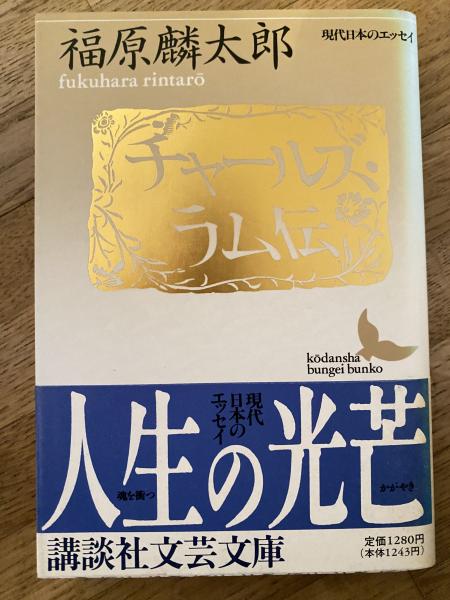 福原麟太郎
現代日本のエッセイ
fukuhara rintarō
チャールズ・
ラム伝
kōdansha
bungei bunko
現代
日本の
エッセイ
人生の光芒
魂を衝つ
かがやき
講談社文芸文庫
定価1280円
(本体1243円)